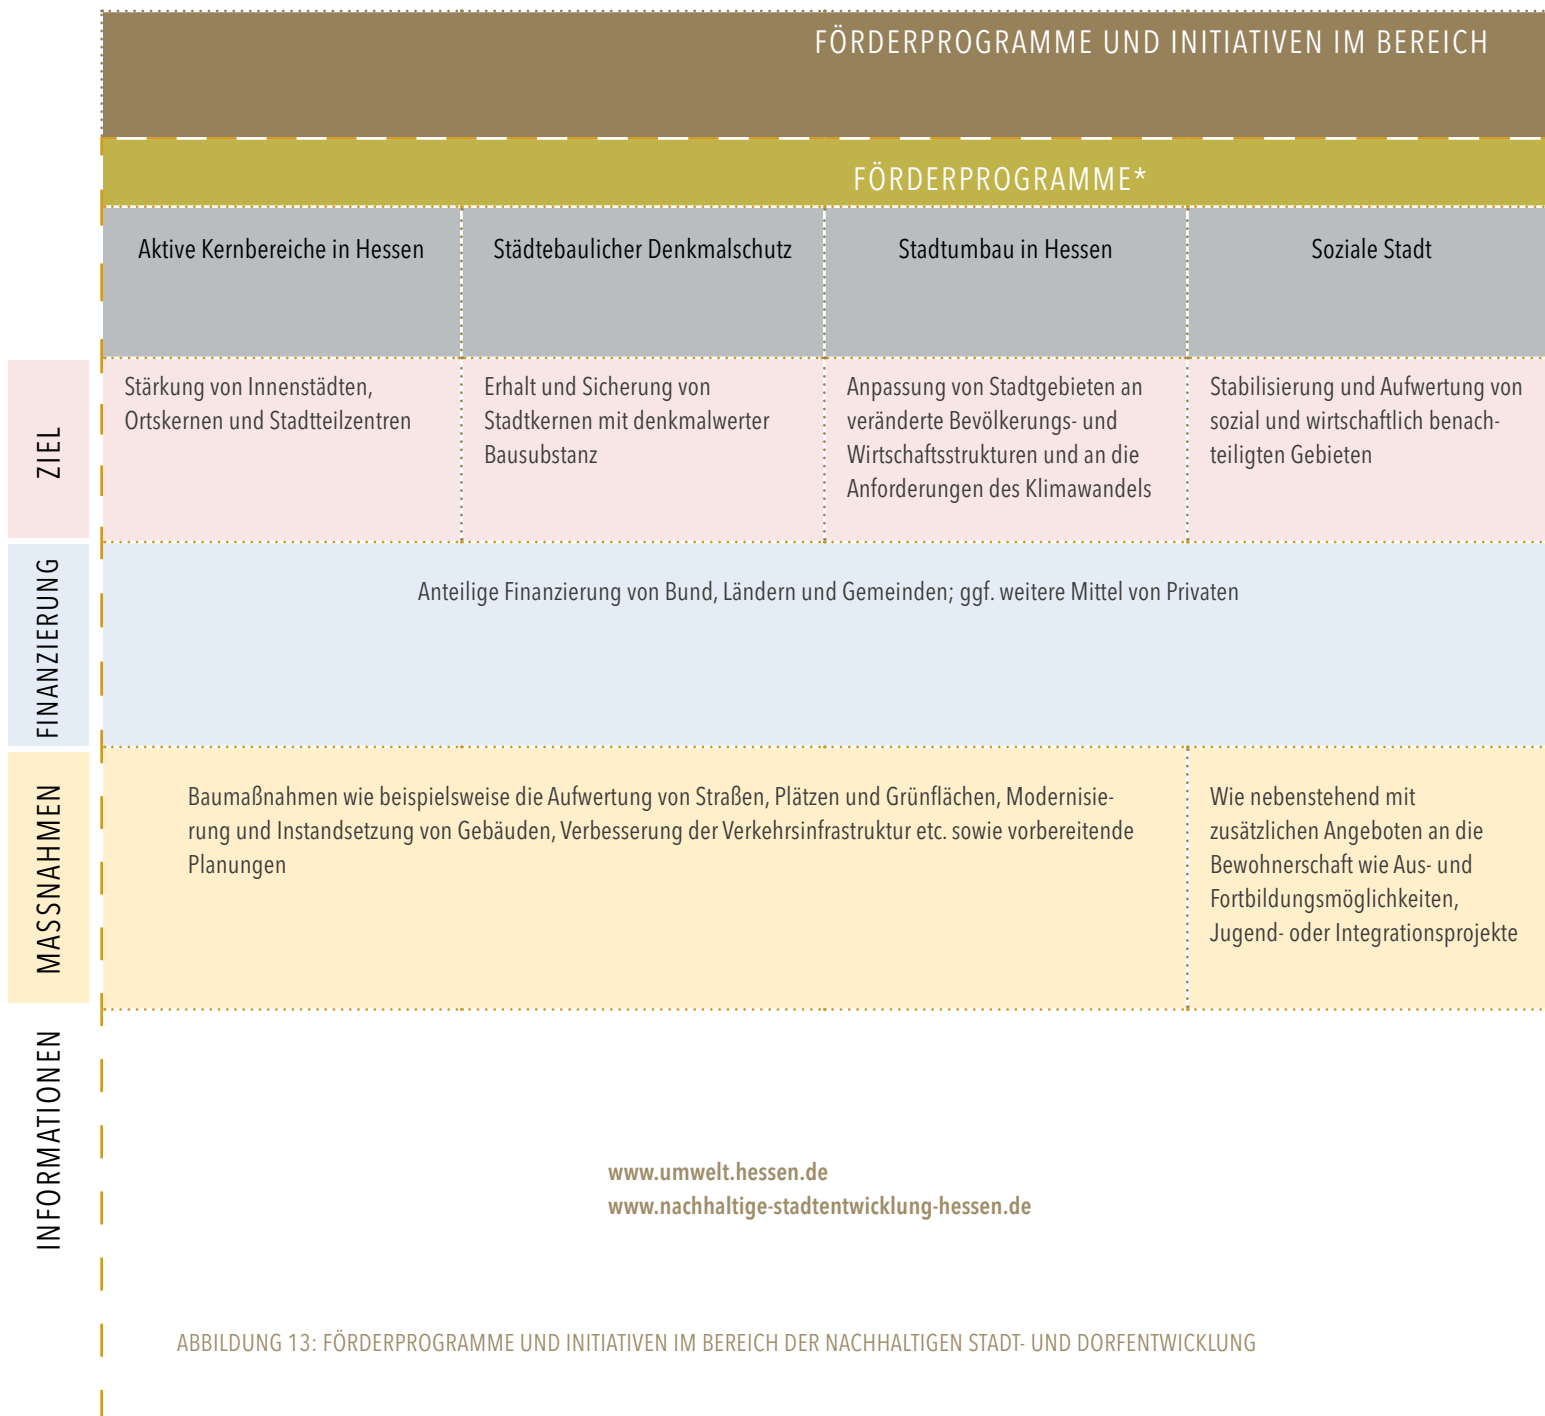 FÖRDERPROGRAMME UND INITIATIVEN IM BEREICH
FÖRDERPROGRAMME*
Aktive Kernbereiche in Hessen
Städtebaulicher Denkmalschutz
Stadtumbau in Hessen
Soziale Stadt
ZIEL
Stärkung von Innenstädten,
Ortskernen und Stadtteilzentren
Erhalt und Sicherung von
Stadtkernen mit denkmalwerter
Bausubstanz
Anpassung von Stadtgebieten an
veränderte Bevölkerungs- und
Wirtschaftsstrukturen und an die
Anforderungen des Klimawandels
Stabilisierung und Aufwertung von
sozial und wirtschaftlich benach-
teiligten Gebieten
FINANZIERUNG
Anteilige Finanzierung von Bund, Ländern und Gemeinden; ggf. weitere Mittel von Privaten
MASSNAHMEN
Baumaßnahmen wie beispielsweise die Aufwertung von Straßen, Plätzen und Grünflächen, Modernisie-
rung und Instandsetzung von Gebäuden, Verbesserung der Verkehrsinfrastruktur etc. sowie vorbereitende
Planungen
Wie nebenstehend mit
zusätzlichen Angeboten an die
Bewohnerschaft wie Aus- und
Fortbildungsmöglichkeiten,
Jugend- oder Integrationsprojekte
INFORMATIONEN
www.umwelt.hessen.de
www.nachhaltige-stadtentwicklung-hessen.de
ABBILDUNG 13: FÖRDERPROGRAMME UND INITIATIVEN IM BEREICH DER NACHHALTIGEN STADT- UND DORFENTWICKLUNG